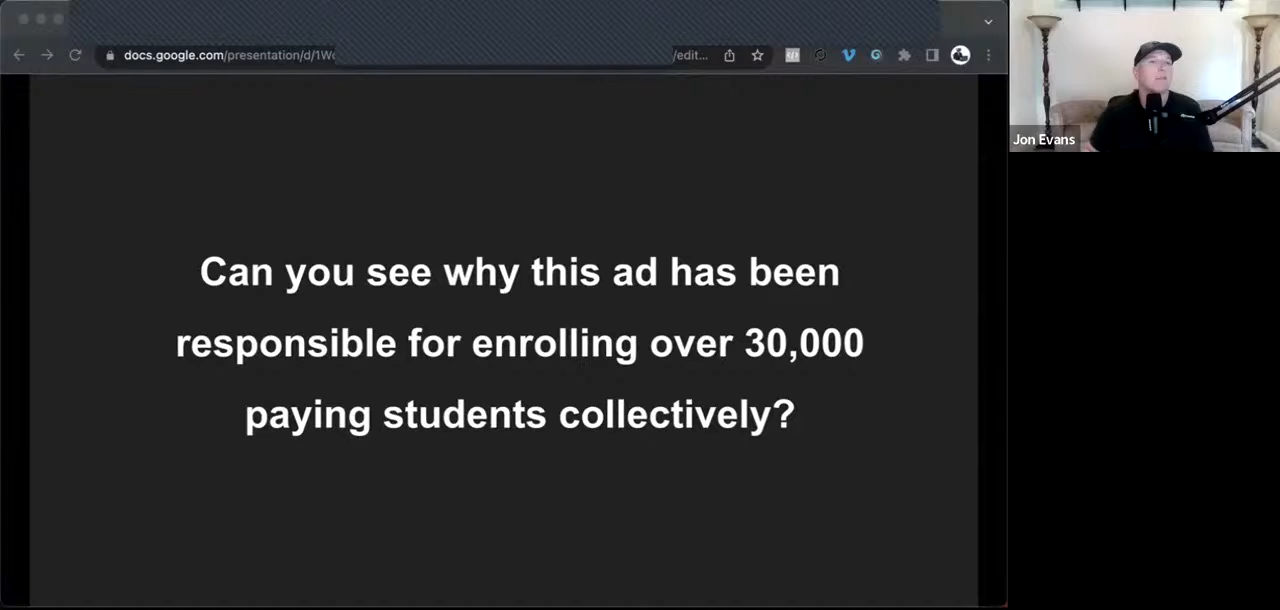 docs.google.com/presentation/d/1W
/edit...
Jon Evans
Can you see why this ad has been
responsible for enrolling over 30,000
paying students collectively?